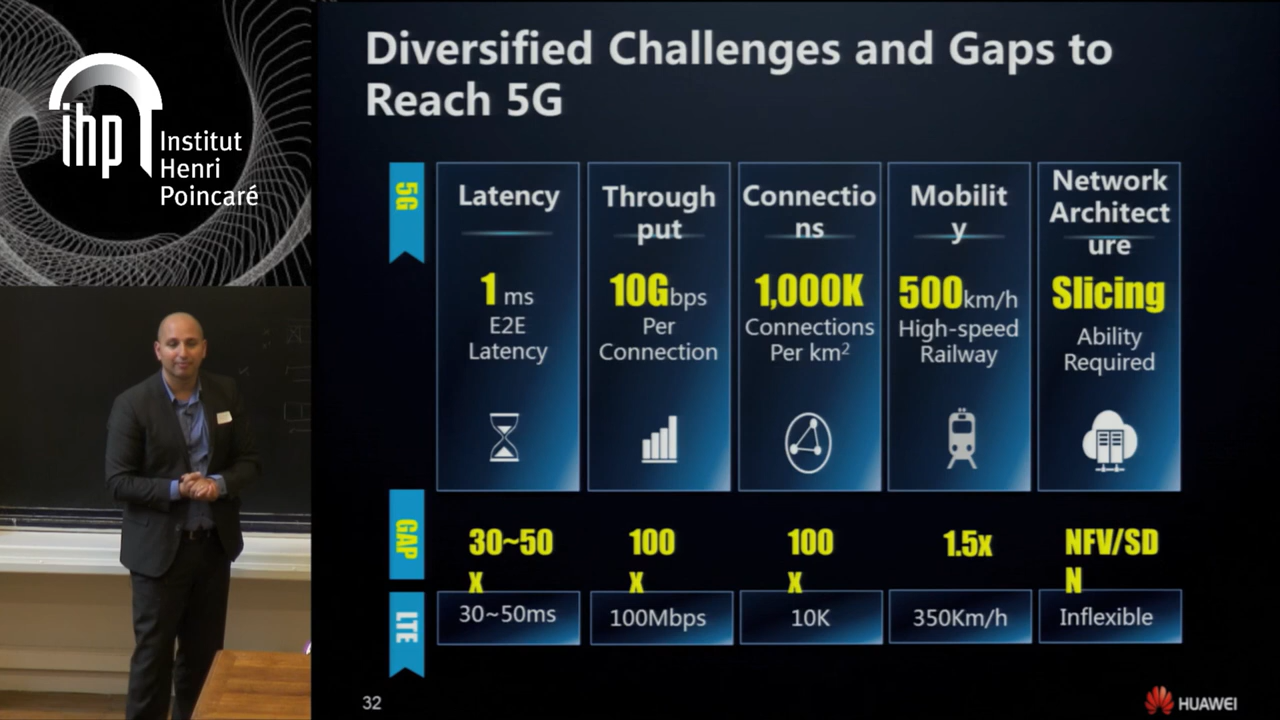 ihp
Institut
Henri
Poincaré
Diversified Challenges and Gaps to
Reach 5G
5G
Latency
1 ms
E2E
Latency
Through
put
10Gbps
Per
Connection
Connectio
ns
1,000K
Connections
Per km²
Mobilit
y
500km/h
High-speed
Railway
Network
Architect
ure
Slicing
Ability
Required
GAP
30~50
X
100
X
100
X
1.5x
NFV/SD
N
LTE
30~50ms
100Mbps
10K
350Km/h
Inflexible
32
HUAWEI